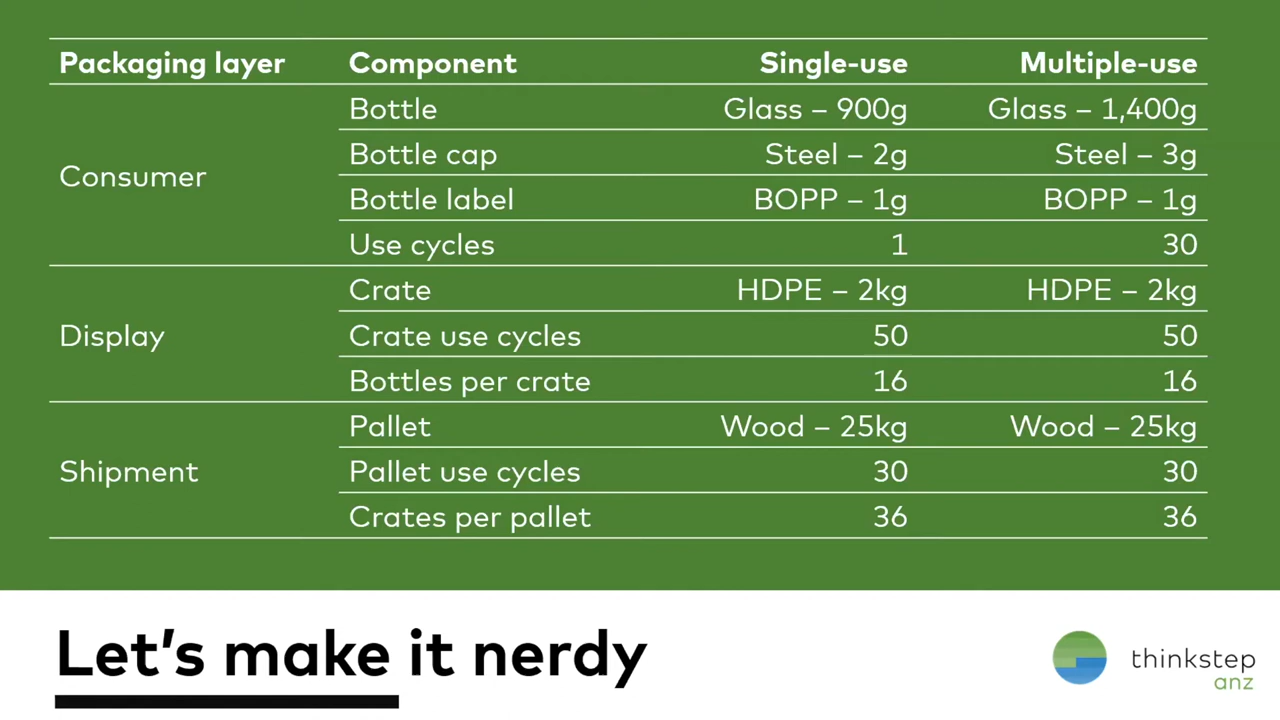 Packaging layer Component Single-use Multiple-use
Bottle Glass – 900g Glass – 1,400g
Bottle cap Steel – 2g Steel – 3g
Consumer
Bottle label BOPP – 1g BOPP – 1g
Use cycles 1 30
Crate HDPE – 2kg HDPE – 2kg
Display Crate use cycles 50 50
Bottles per crate 16 16
Pallet Wood – 25kg Wood – 25kg
Shipment Pallet use cycles 30 30
Crates per pallet 36 36
Let's make it nerdy
thinkstep
anz